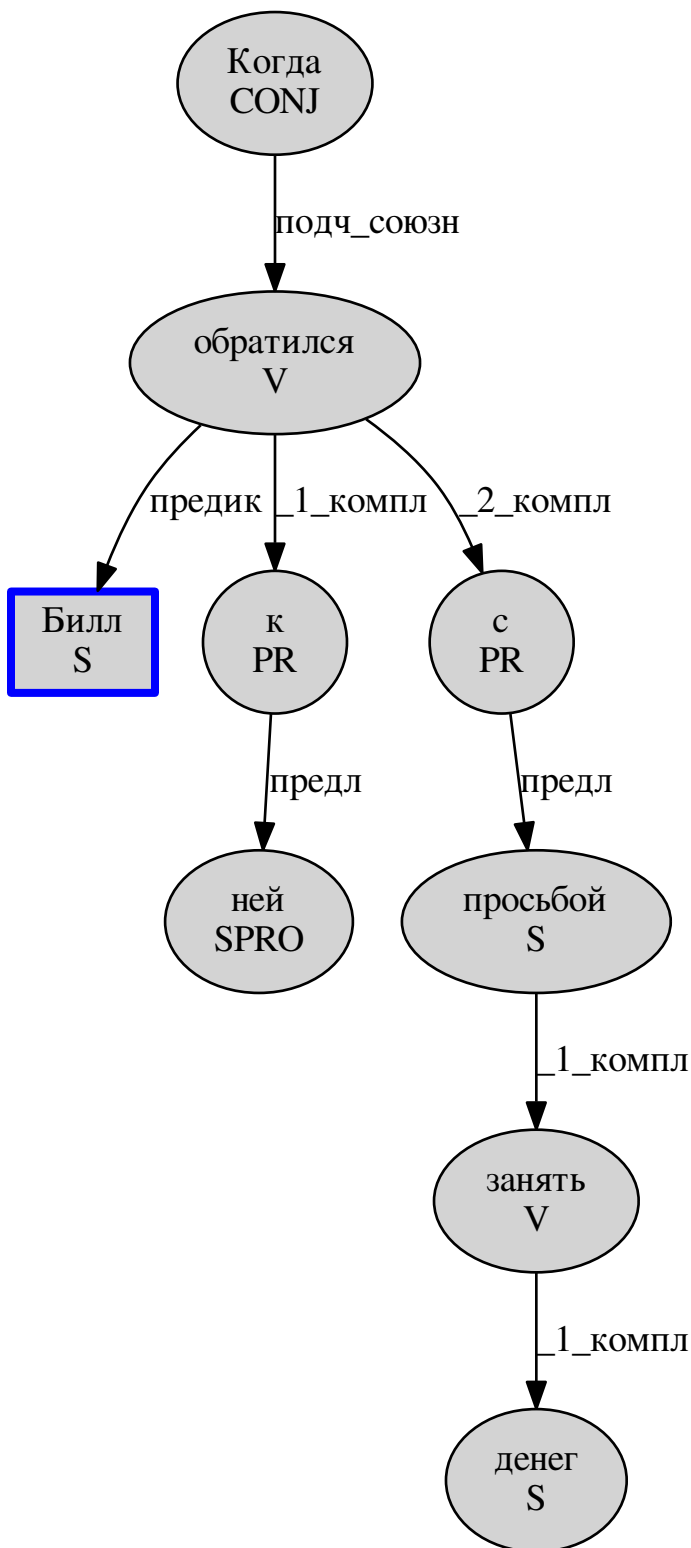 Когда
CONJ
подч_союзн
обратился
V
предик
_1_компл
_2_компл
Билл
S
к
PR
с
PR
предл
предл
ней
SPRO
просьбой
S
_1_компл
занять
V
_1_компл
денег
S